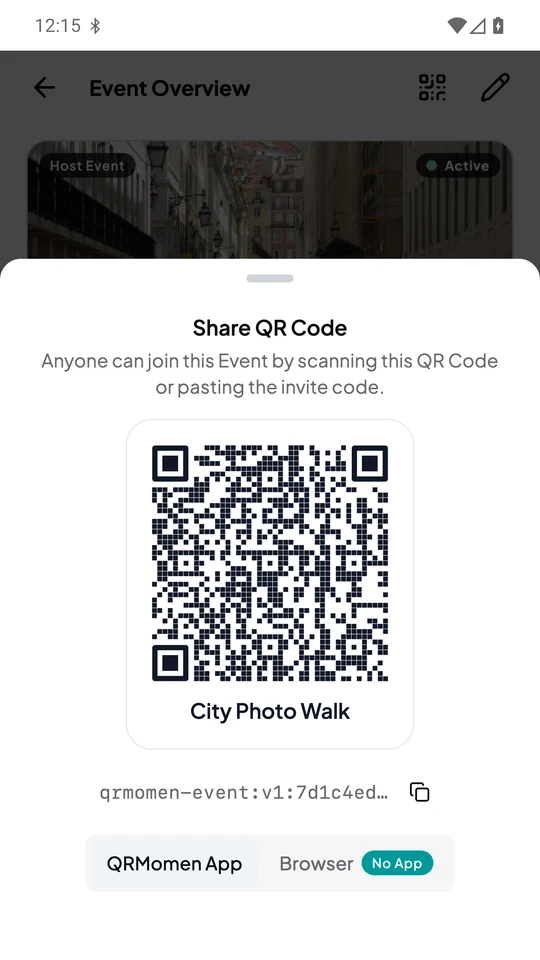 12:15
Event Overview
Host Event
Active
Share QR Code
Anyone can join this Event by scanning this QR Code
or pasting the invite code.
City Photo Walk
qrmomen-event:v1:7d1c4ed…
QRMomen App
Browser
No App